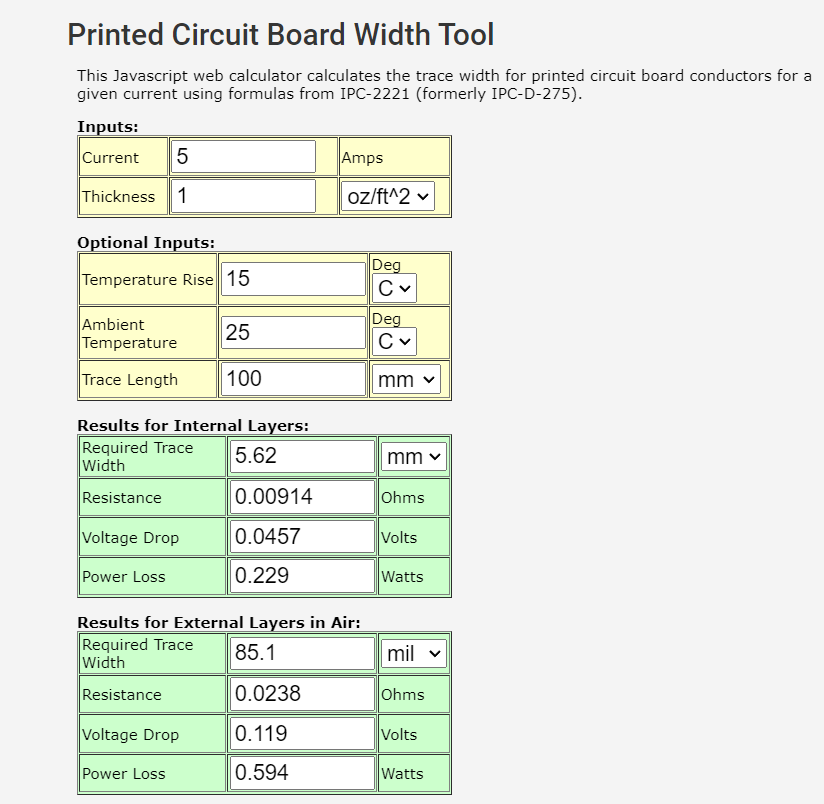 Printed Circuit Board Width Tool
This Javascript web calculator calculates the trace width for printed circuit board conductors for a
given current using formulas from IPC-2221 (formerly IPC-D-275).
Inputs:
Current 5 Amps
Thickness 1 oz/ft^2
Optional Inputs:
Temperature Rise 15 Deg
C
Ambient
Temperature 25 Deg
C
Trace Length 100 mm
Results for Internal Layers:
Required Trace
Width 5.62 mm
Resistance 0.00914 Ohms
Voltage Drop 0.0457 Volts
Power Loss 0.229 Watts
Results for External Layers in Air:
Required Trace
Width 85.1 mil
Resistance 0.0238 Ohms
Voltage Drop 0.119 Volts
Power Loss 0.594 Watts